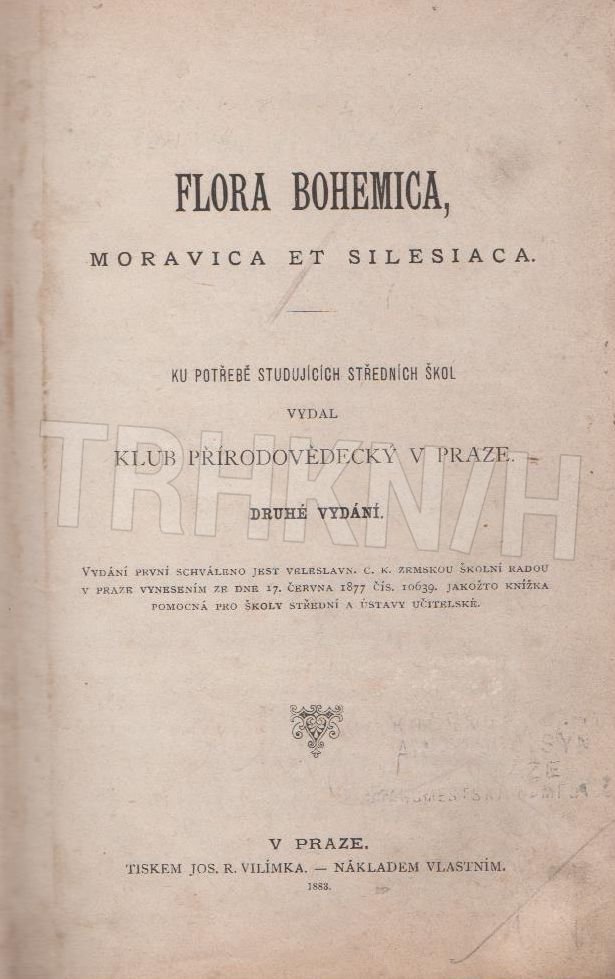 FLORA BOHEMICA,
MORAVICA ET SILESIACA.
KU POTŘEBĚ STUDUJÍCÍCH STŘEDNÍCH ŠKOL
VYDAL
KLUB PŘÍRODOVĚDECKÝ V PRAZE.
DRUHÉ VYDÁNÍ.
VYDÁNÍ PRVNÍ SCHVÁLENO JEST VELESLAVN. C. K. ZEMSKOU ŠKOLNÍ RADOU
V PRAZE VYNESENÍM ZE DNE 17. ČERVNA 1877 ČÍS. 10639. JAKOŽTO KNÍŽKA
POMOCNÁ PRO ŠKOLY STŘEDNÍ A ÚSTAVY UČITELSKÉ.
V PRAZE.
TISKEM JOS. R. VILÍMKA. — NÁKLADEM VLASTNÍM.
1883.
TRHKN/H